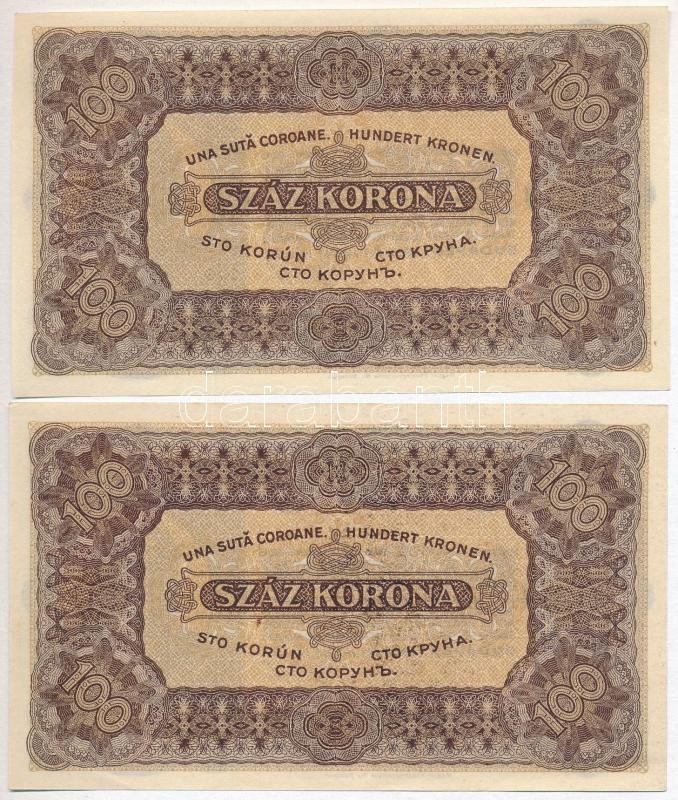 100 100
UNA SUTĂ COROANE. HUNDERT KRONEN.
SZÁZ KORONA
STO KORÚN СТО КРУНА.
СТО КОРУНЪ.
100 100
darabanth
100 100
UNA SUTĂ COROANE. HUNDERT KRONEN.
SZÁZ KORONA
STO KORÚN СТО КРУНА.
СТО КОРУНЪ.
100 100